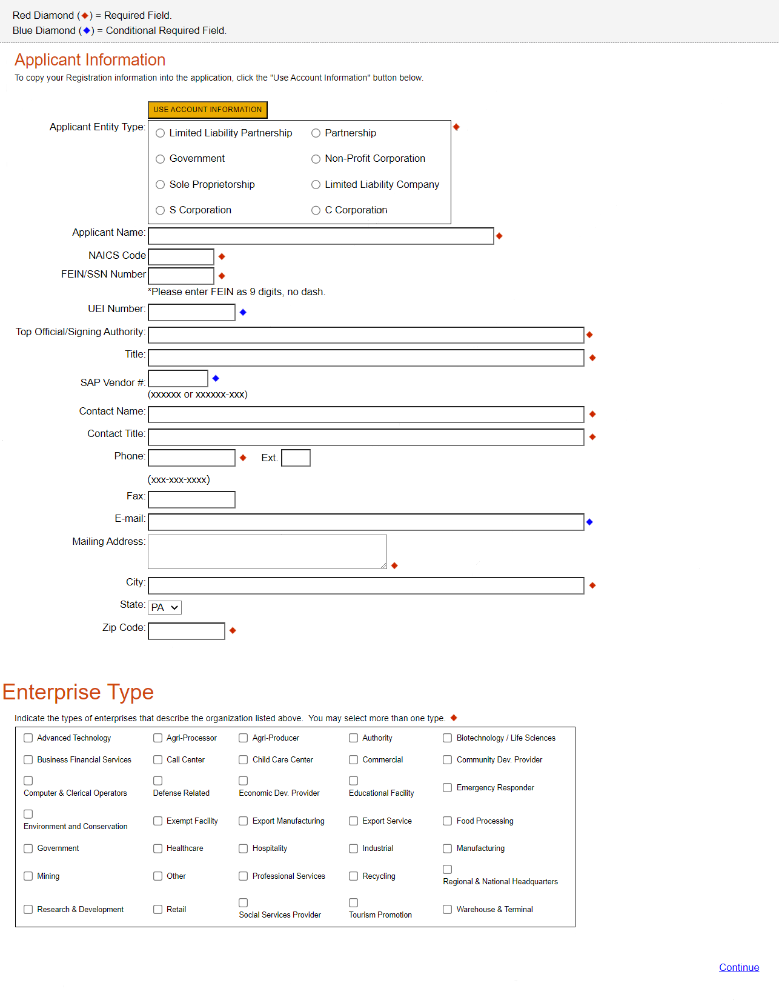 Red Diamond (◆) = Required Field.
Blue Diamond (◆) = Conditional Required Field.
Applicant Information
To copy your Registration information into the application, click the "Use Account Information" button below.
USE ACCOUNT INFORMATION
Applicant Entity Type:
Limited Liability Partnership Partnership
Government Non-Profit Corporation
Sole Proprietorship Limited Liability Company
S Corporation C Corporation
Applicant Name:
NAICS Code
FEIN/SSN Number
*Please enter FEIN as 9 digits, no dash.
UEI Number:
Top Official/Signing Authority:
Title:
SAP Vendor #:
(xxxxxx or xxxxxx-xxx)
Contact Name:
Contact Title:
Phone: Ext.
(xxx-xxx-xxxx)
Fax:
E-mail:
Mailing Address:
City:
State: PA
Zip Code:
Enterprise Type
Indicate the types of enterprises that describe the organization listed above. You may select more than one type.
Advanced Technology Agri-Processor Agri-Producer Authority Biotechnology / Life Sciences
Business Financial Services Call Center Child Care Center Commercial Community Dev. Provider
Computer & Clerical Operators Defense Related Economic Dev. Provider Educational Facility Emergency Responder
Environment and Conservation Exempt Facility Export Manufacturing Export Service Food Processing
Government Healthcare Hospitality Industrial Manufacturing
Mining Other Professional Services Recycling Regional & National Headquarters
Research & Development Retail Social Services Provider Tourism Promotion Warehouse & Terminal
Continue